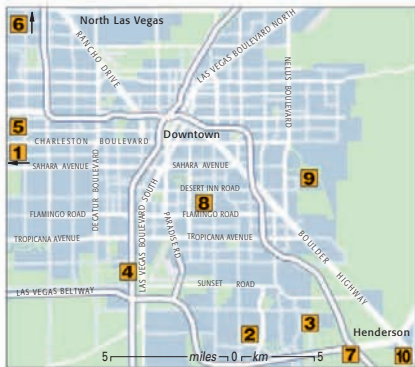 6
North Las Vegas
RANCHO DRIVE
LAS VEGAS BOULEVARD NORTH
NELLIS BOULEVARD
5
CHARLESTON BOULEVARD
Downtown
1
SAHARA AVENUE
SAHARA AVENUE
DECATUR BOULEVARD
DESERT INN ROAD
9
8
FLAMINGO ROAD
FLAMINGO ROAD
LAS VEGAS BOULEVARD SOUTH
PARADISE RD
TROPICANA AVENUE
TROPICANA AVENUE
BOULDER HIGHWAY
4
SUNSET ROAD
LAS VEGAS BELTWAY
2
3
Henderson
5 miles 0 km 5
7
10